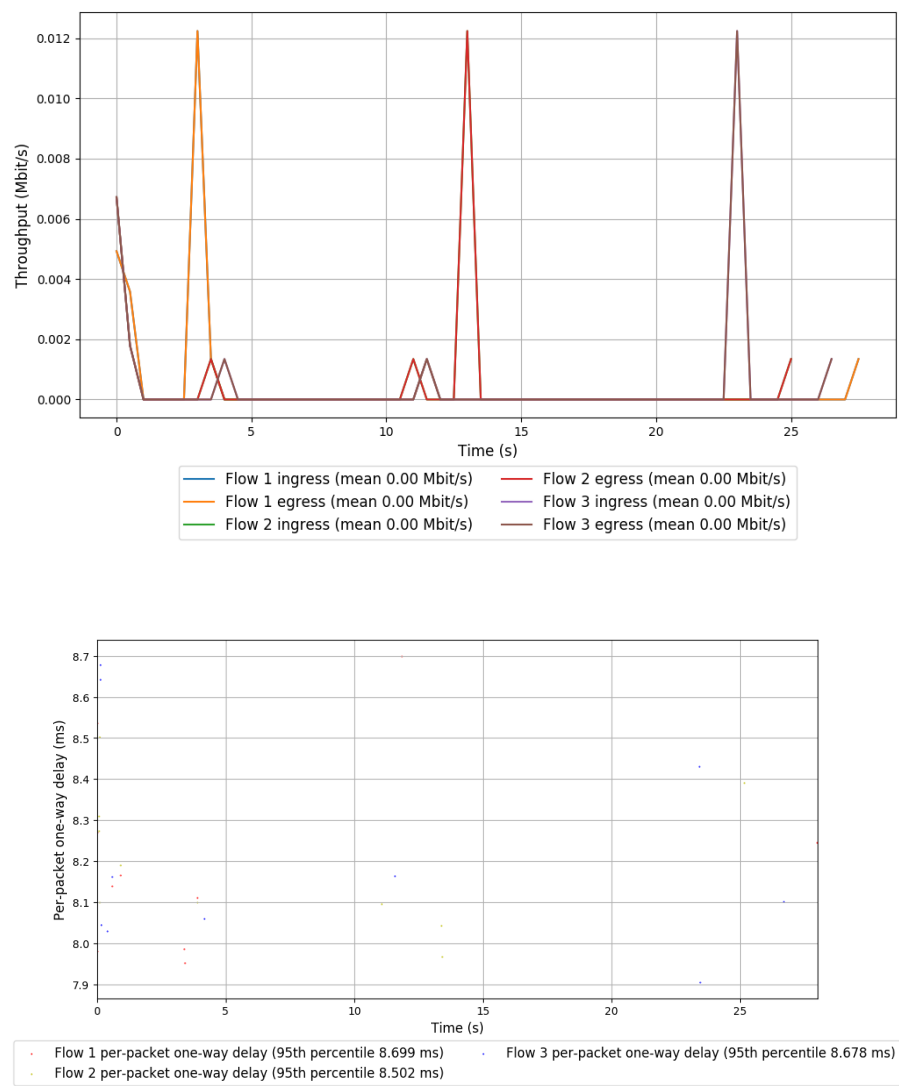 0.012
0.010
0.008
0.006
0.004
0.002
0.000
Throughput (Mbit/s)
0 5 10 15 20 25
Time (s)
Flow 1 ingress (mean 0.00 Mbit/s) Flow 2 egress (mean 0.00 Mbit/s)
Flow 1 egress (mean 0.00 Mbit/s) Flow 3 ingress (mean 0.00 Mbit/s)
Flow 2 ingress (mean 0.00 Mbit/s) Flow 3 egress (mean 0.00 Mbit/s)
8.7
8.6
8.5
8.4
8.3
8.2
8.1
8.0
7.9
Per-packet one-way delay (ms)
0 5 10 15 20 25
Time (s)
Flow 1 per-packet one-way delay (95th percentile 8.699 ms) Flow 3 per-packet one-way delay (95th percentile 8.678 ms)
Flow 2 per-packet one-way delay (95th percentile 8.502 ms)